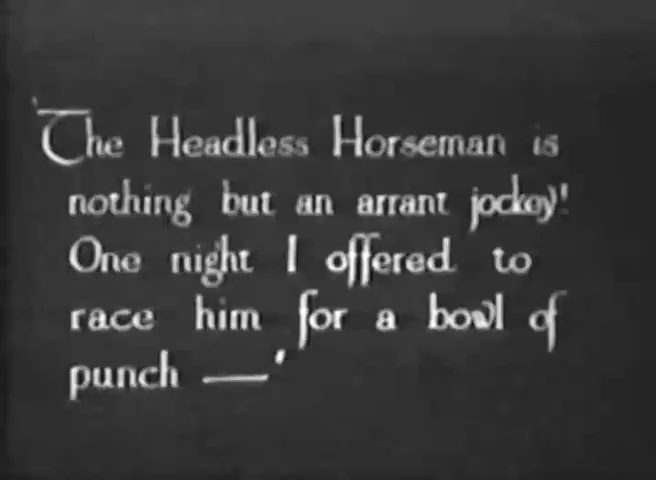 'The Headless Horseman is
nothing but an arrant jockey!
One night I offered to
race him for a bowl of
punch —'